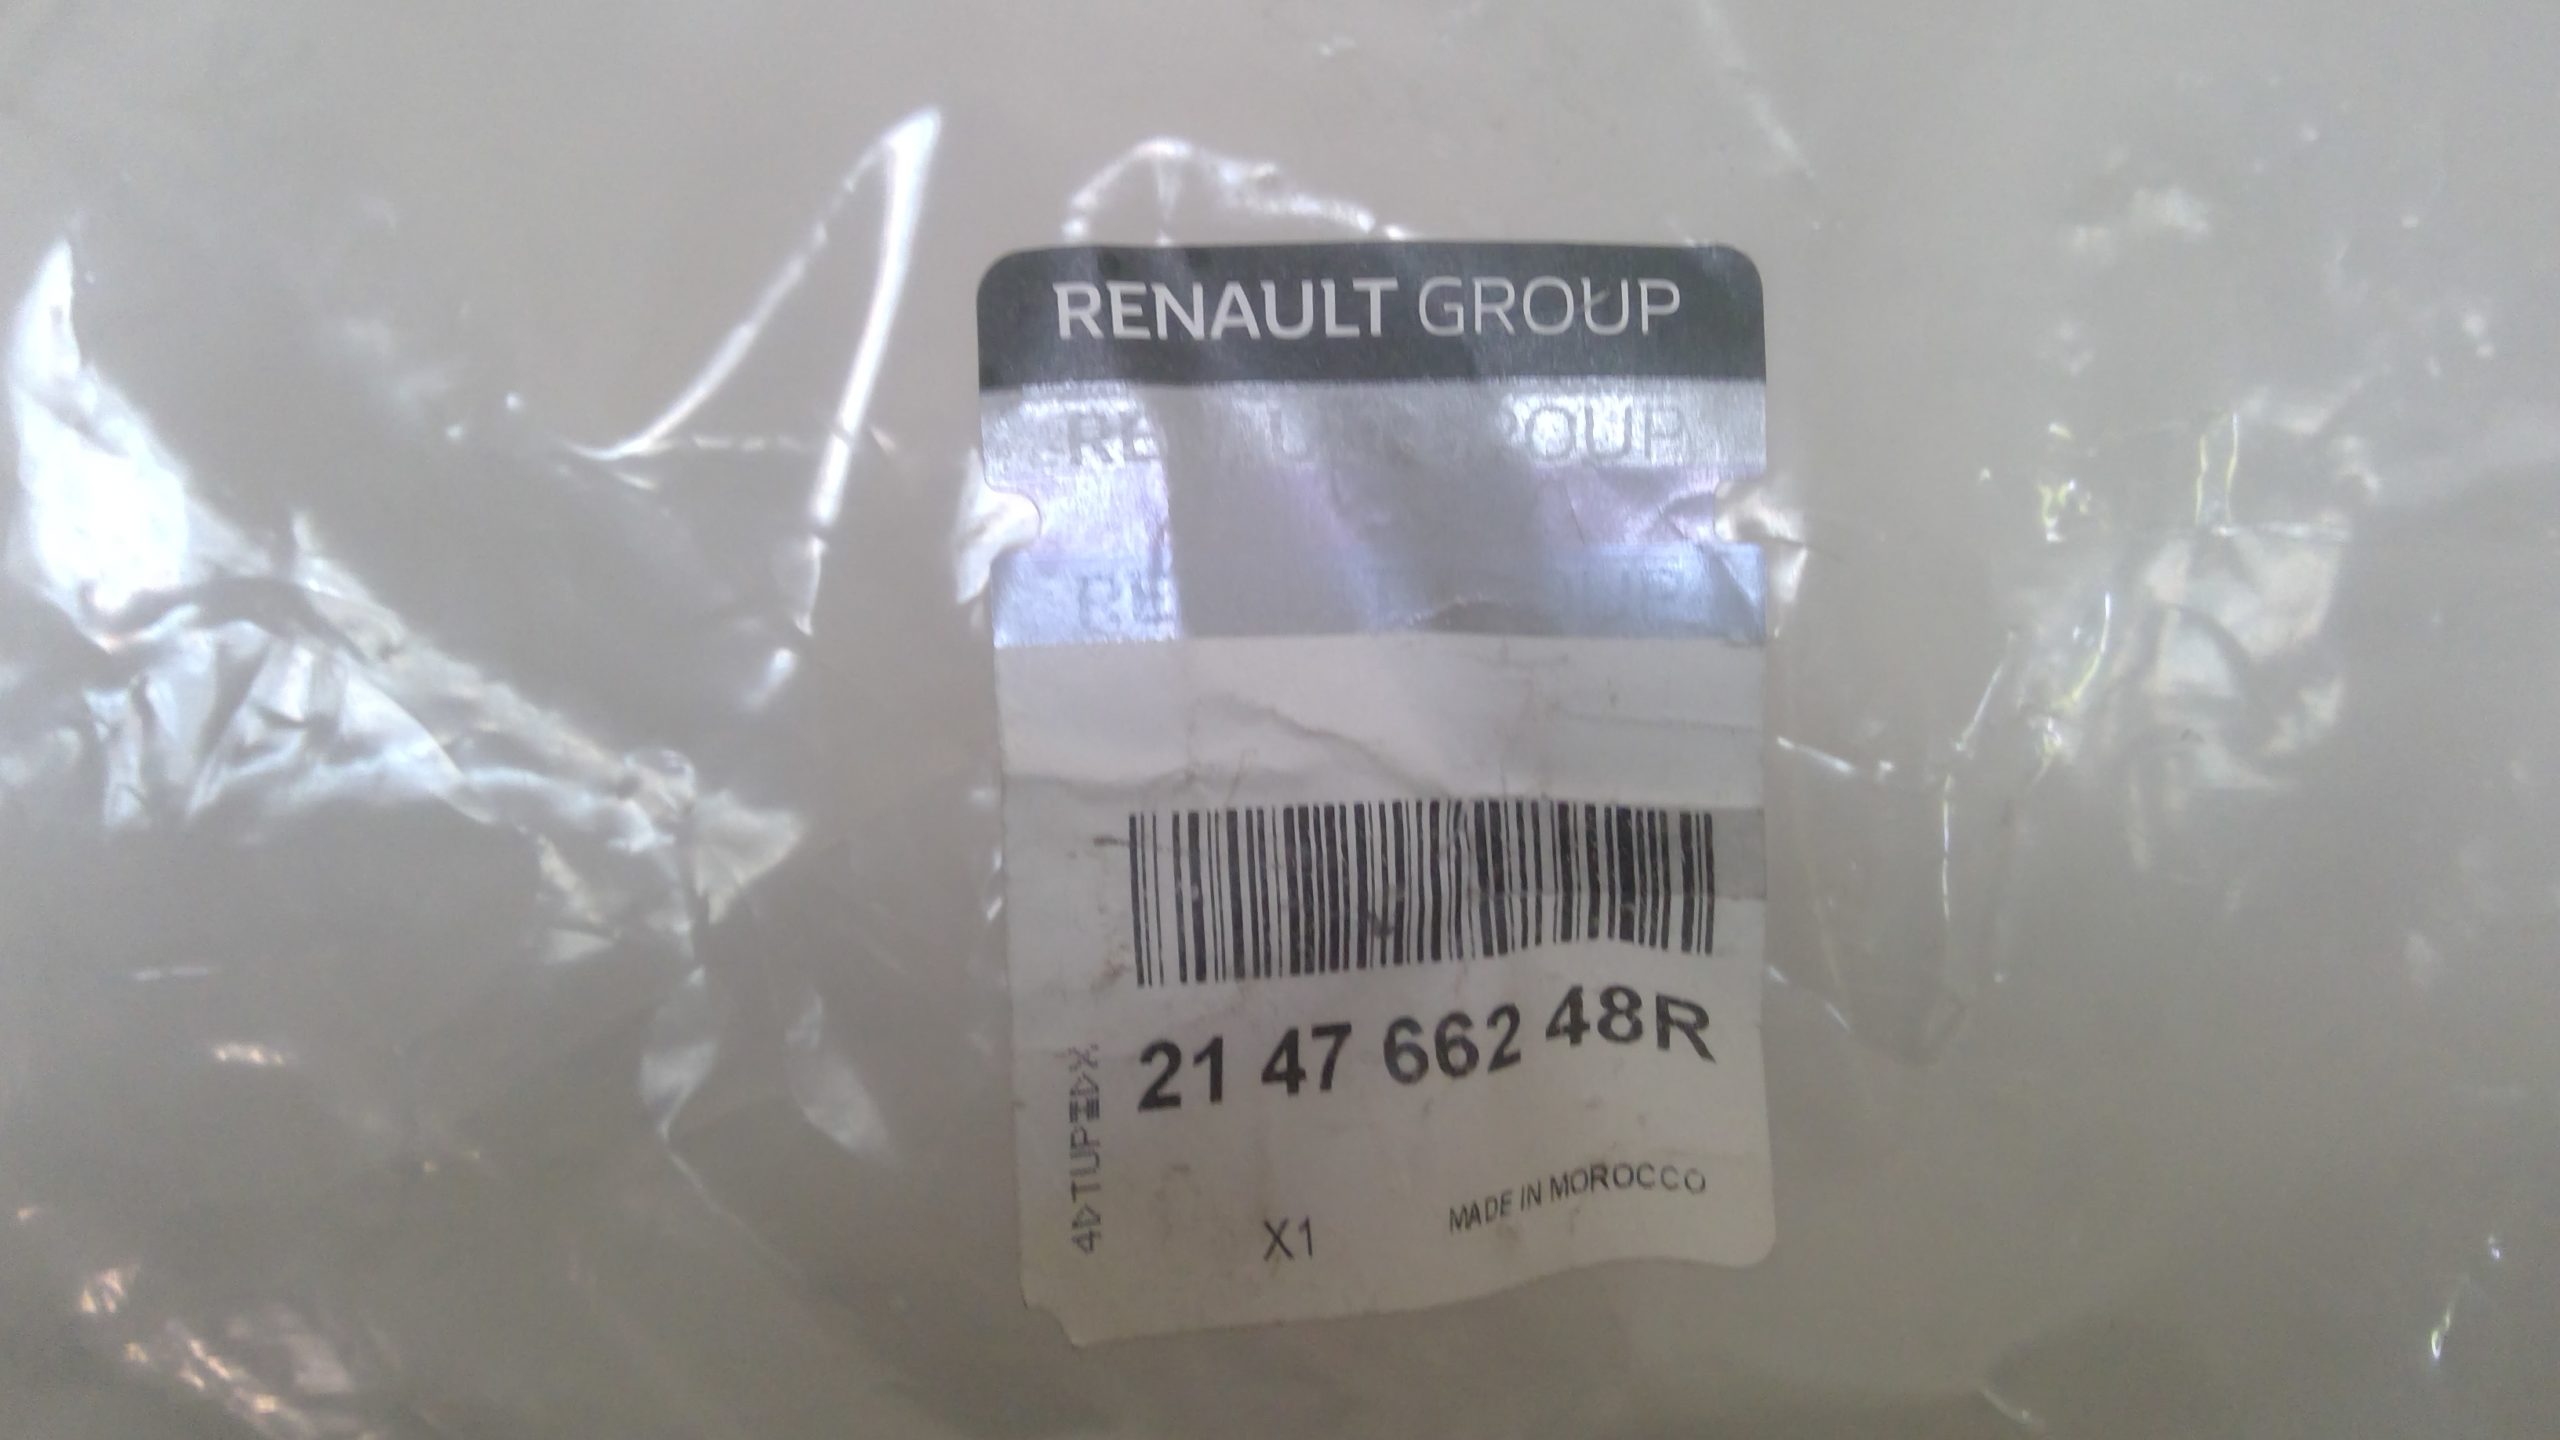 RENAULT GROUP
21 47 662 48R
X1
MADE IN MOROCCO